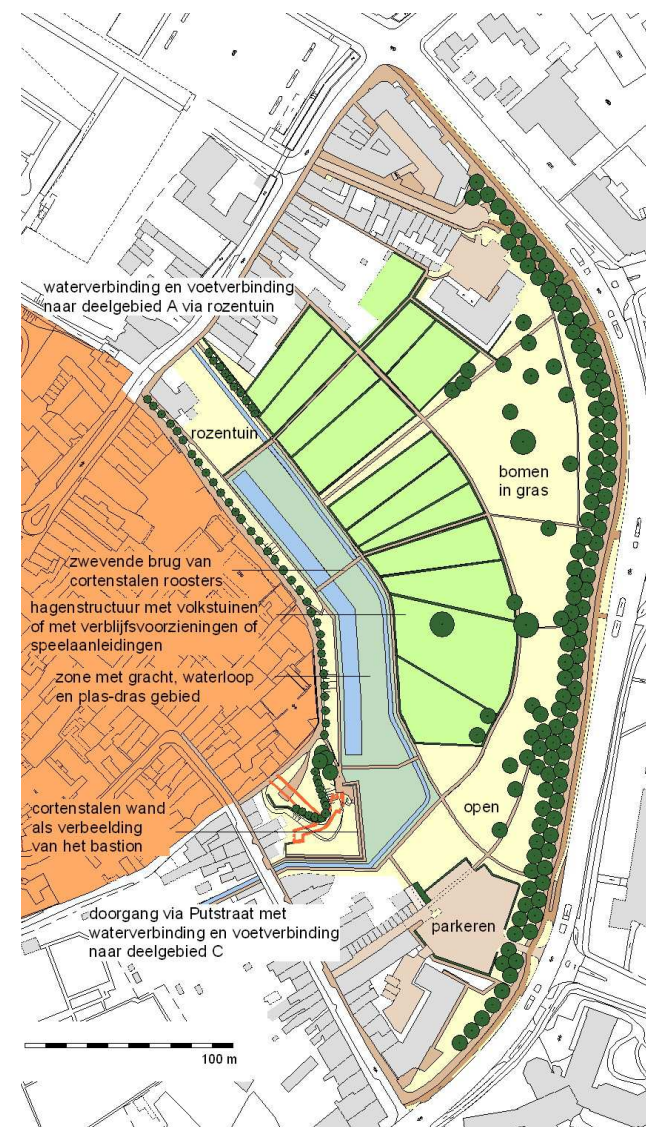 waterverbinding en voetverbinding
naar deelgebied A via rozentuin
rozentuin
bomen
in gras
zwevende brug van
cortenstalen roosters
hagenstructuur met volkstuinen
of met verblijfsvoorzieningen of
speelaanleidingen
zone met gracht, waterloop
en plas-dras gebied
open
cortenstalen wand
als verbeelding
van het bastion
doorgang via Putstraat met
waterverbinding en voetverbinding
naar deelgebied C
parkeren
100 m